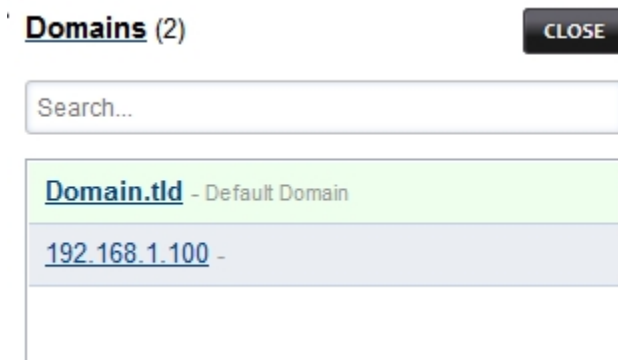 Domains (2)
CLOSE
Search...
Domain.tld - Default Domain
192.168.1.100 -